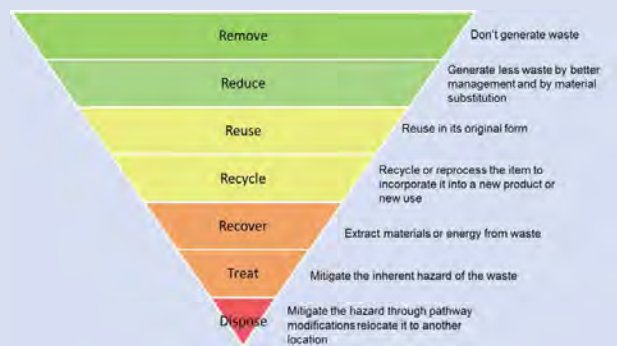 Remove
Don't generate waste
Reduce
Generate less waste by better
management and by material
substitution
Reuse
Reuse in its original form
Recycle
Recycle or reprocess the item to
incorporate it into a new product or
new use
Recover
Extract materials or energy from waste
Treat
Mitigate the inherent hazard of the waste
Dispose
Mitigate the hazard through pathway
modifications relocate it to another
location